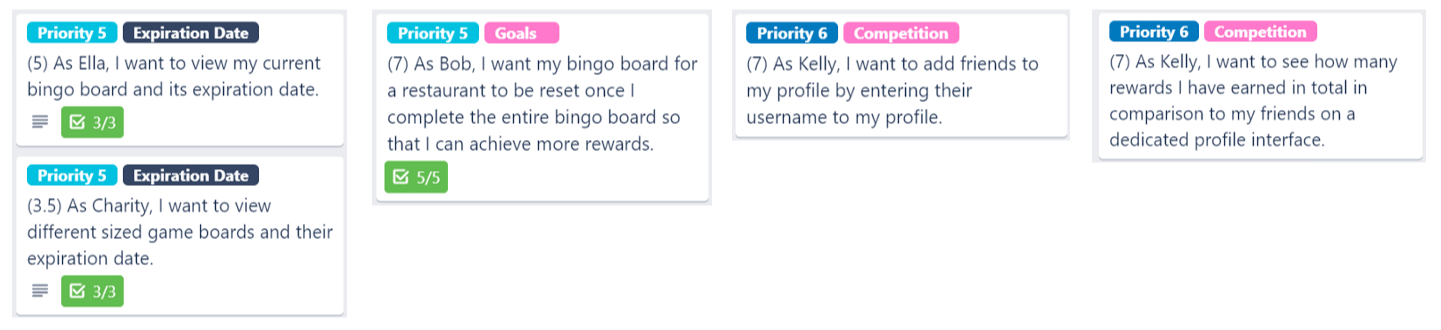 Priority 5 Expiration Date
(5) As Ella, I want to view my current
bingo board and its expiration date.
3/3
Priority 5 Expiration Date
(3.5) As Charity, I want to view
different sized game boards and their
expiration date.
3/3
Priority 5 Goals
(7) As Bob, I want my bingo board for
a restaurant to be reset once I
complete the entire bingo board so
that I can achieve more rewards.
5/5
Priority 6 Competition
(7) As Kelly, I want to add friends to
my profile by entering their
username to my profile.
Priority 6 Competition
(7) As Kelly, I want to see how many
rewards I have earned in total in
comparison to my friends on a
dedicated profile interface.